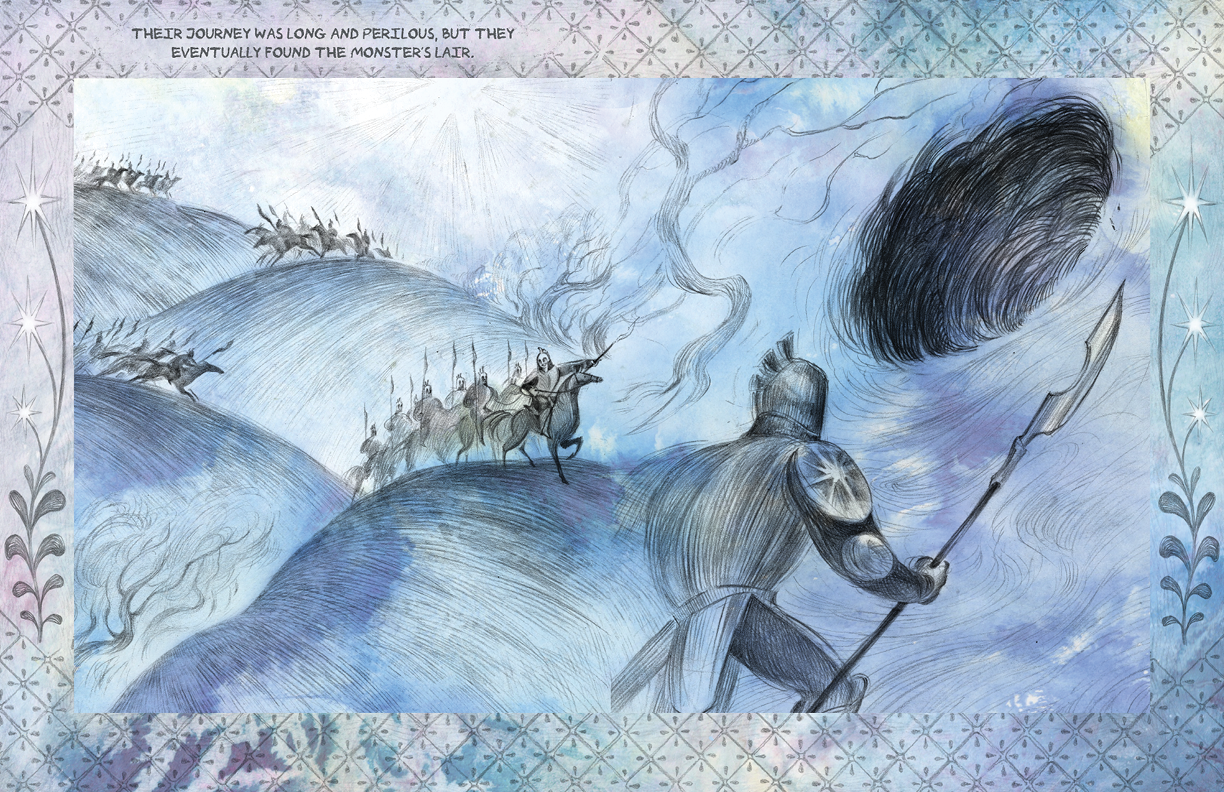 THEIR JOURNEY WAS LONG AND PERILOUS, BUT THEY
EVENTUALLY FOUND THE MONSTER'S LAIR.